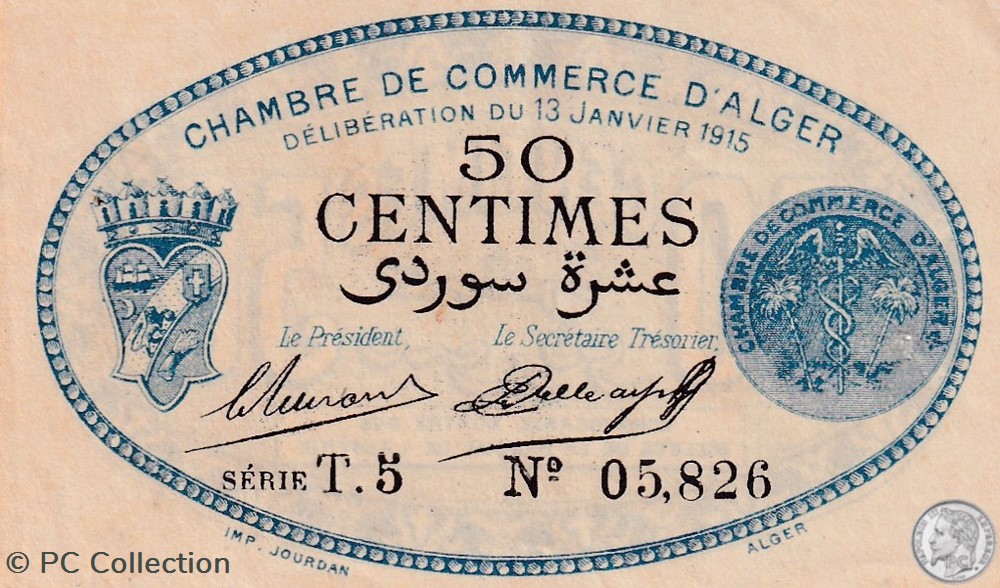 CHAMBRE DE COMMERCE D'ALGER
DÉLIBÉRATION DU 13 JANVIER 1915
50
CENTIMES
عشرة سوردى
Le Président,
Le Secrétaire Trésorier,
CHAMBRE DE COMMERCE D'ALGER
SÉRIE T.5
Nº 05,826
IMP. JOURDAN
ALGER
© PC Collection